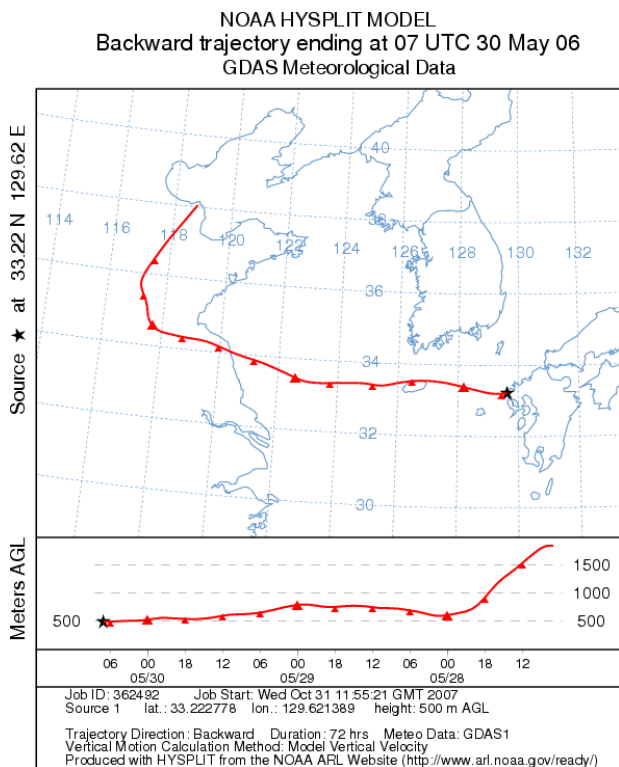 NOAA HYSPLIT MODEL
Backward trajectory ending at 07 UTC 30 May 06
GDAS Meteorological Data
Source ★ at 33.22 N 129.62 E
114 116 118 120 122 124 126 128 130 132
40
38
36
34
32
30
Meters AGL
500
1500
1000
500
06 00 18 12 06 00 18 12 06 00 18 12
05/30 05/29 05/28
Job ID: 362492 Job Start: Wed Oct 31 11:55:21 GMT 2007
Source 1 lat.: 33.222778 lon.: 129.621389 height: 500 m AGL
Trajectory Direction: Backward Duration: 72 hrs Meteo Data: GDAS1
Vertical Motion Calculation Method: Model Vertical Velocity
Produced with HYSPLIT from the NOAA ARL Website (http://www.arl.noaa.gov/ready/)